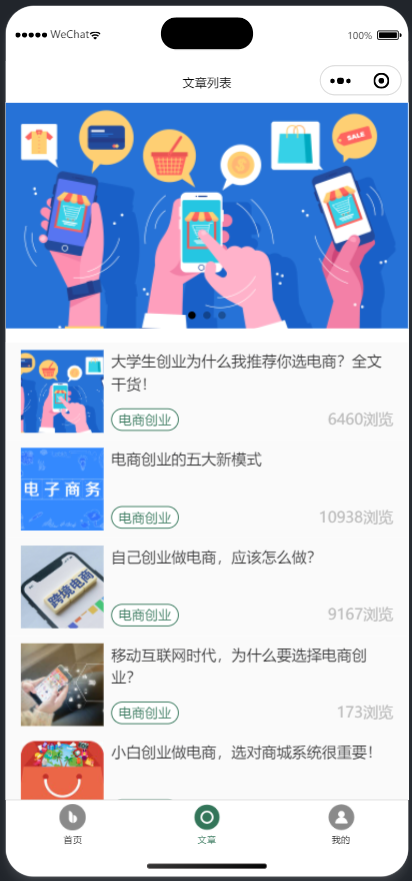 WeChat
100%
文章列表
SALE
大学生创业为什么我推荐你选电商？全文
干货！
电商创业
6460浏览
电子商务
电商创业的五大新模式
电商创业
10938浏览
跨境电商
自己创业做电商，应该怎么做？
电商创业
9167浏览
移动互联网时代，为什么要选择电商创
业？
电商创业
173浏览
小白创业做电商，选对商城系统很重要！
首页
文章
我的